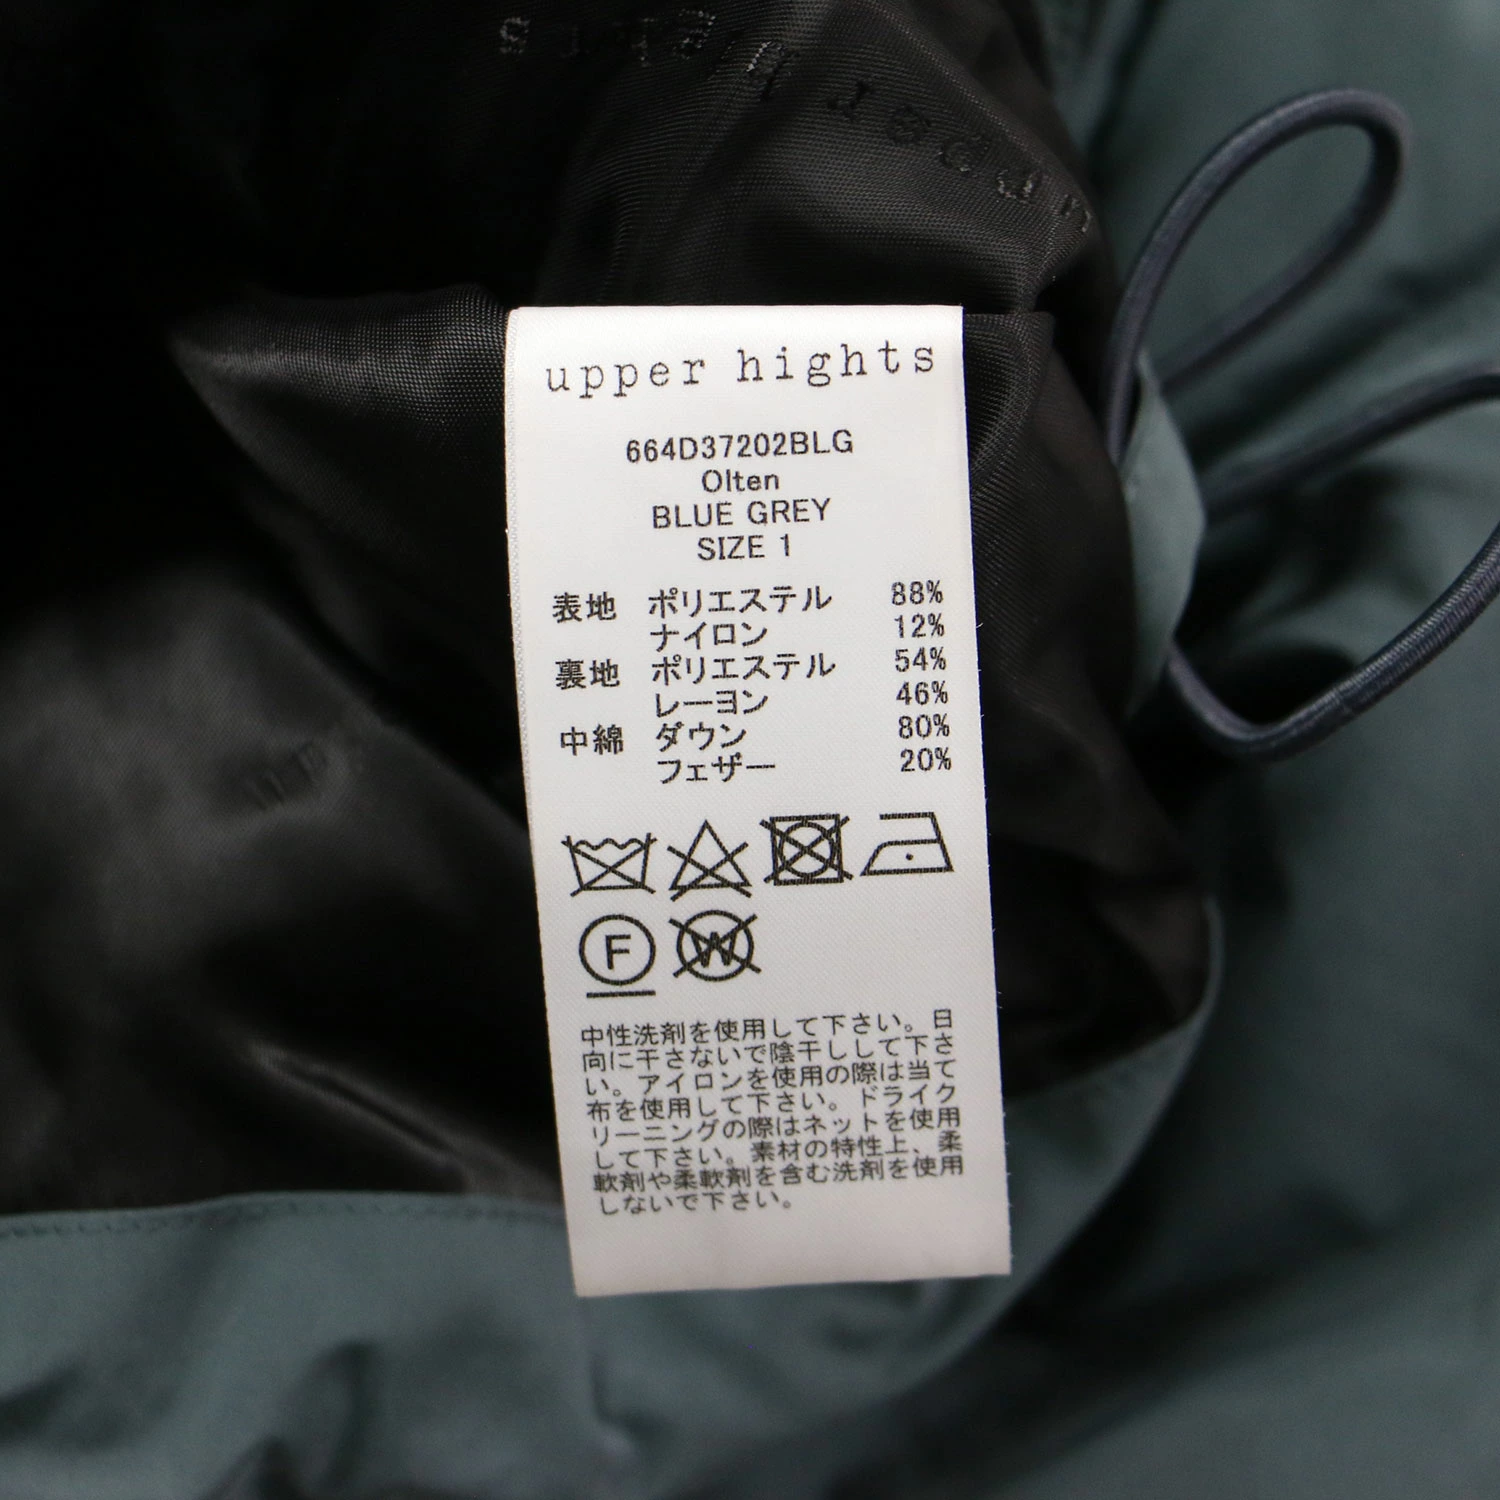 upper hights
upper hights
664D37202BLG
Olten
BLUE GREY
SIZE 1
表地 ポリエステル 88%
ナイロン 12%
裏地 ポリエステル 54%
レーヨン 46%
中綿 ダウン 80%
フェザー 20%
F W
中性洗剤を使用して下さい。日
向に干さないで陰干しして下さ
い。アイロンを使用の際は当て
布を使用して下さい。ドライク
リーニングの際はネットを使用
して下さい。素材の特性上、柔
軟剤や柔軟剤を含む洗剤を使用
しないで下さい。